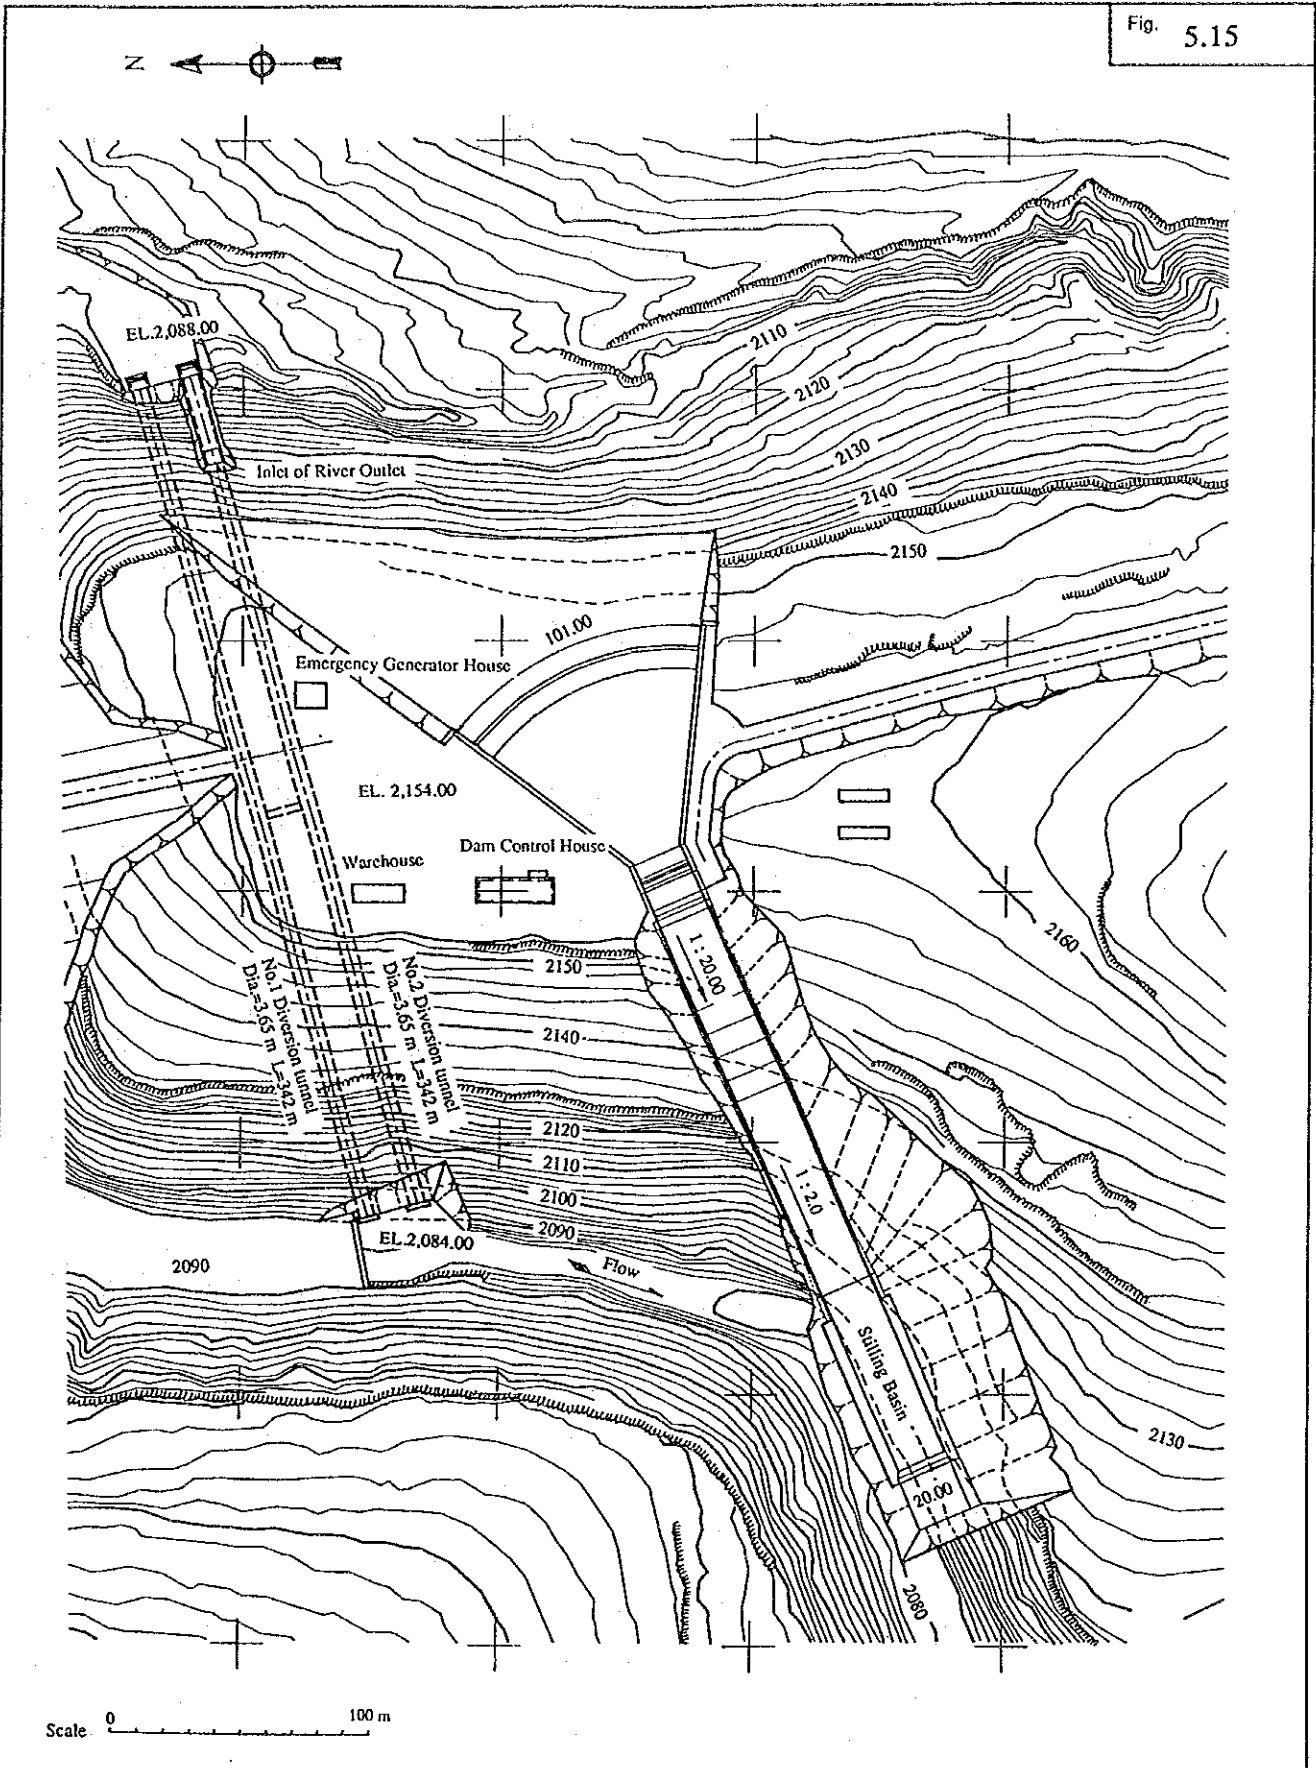 Fig. 5.15
N
EL.2,088.00
2110
2120
2130
2140
Inlet of River Outlet
2150
101.00
Emergency Generator House
EL. 2,154.00
Dam Control House
Warehouse
2160
1 : 20.00
2150
No.1 Diversion tunnel
Dia.=3.65 m L=342 m
No.2 Diversion tunnel
Dia.=3.65 m L=342 m
2140
2120
2110
2100
1 : 2.0
2090
EL.2,084.00
2090
Flow
Stilling Basin
2130
20.00
2080
Scale 0 100 m